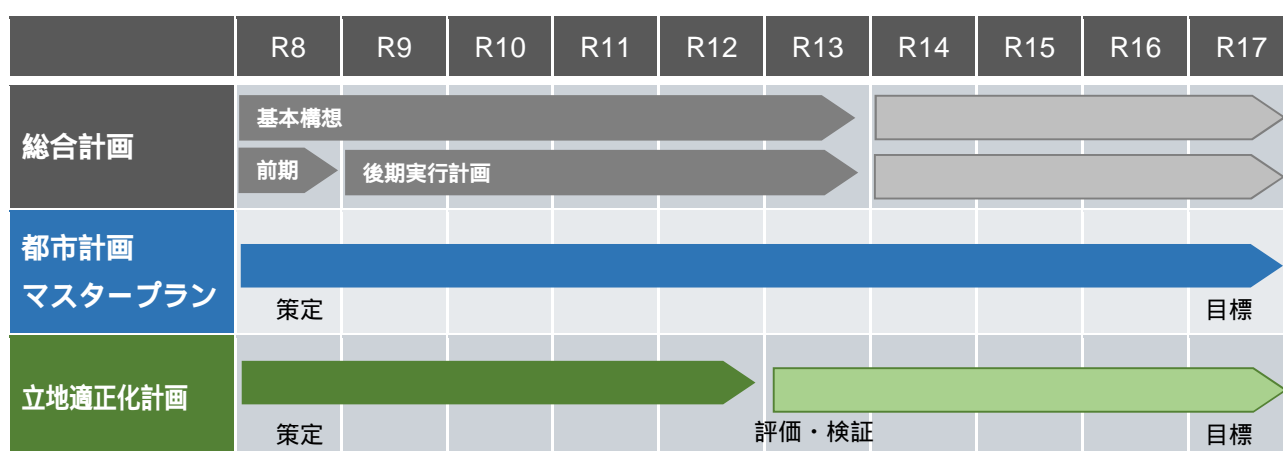 R8 R9 R10 R11 R12 R13 R14 R15 R16 R17
総合計画
基本構想
前期 後期実行計画
都市計画
マスタープラン
策定 目標
立地適正化計画
策定 評価・検証 目標